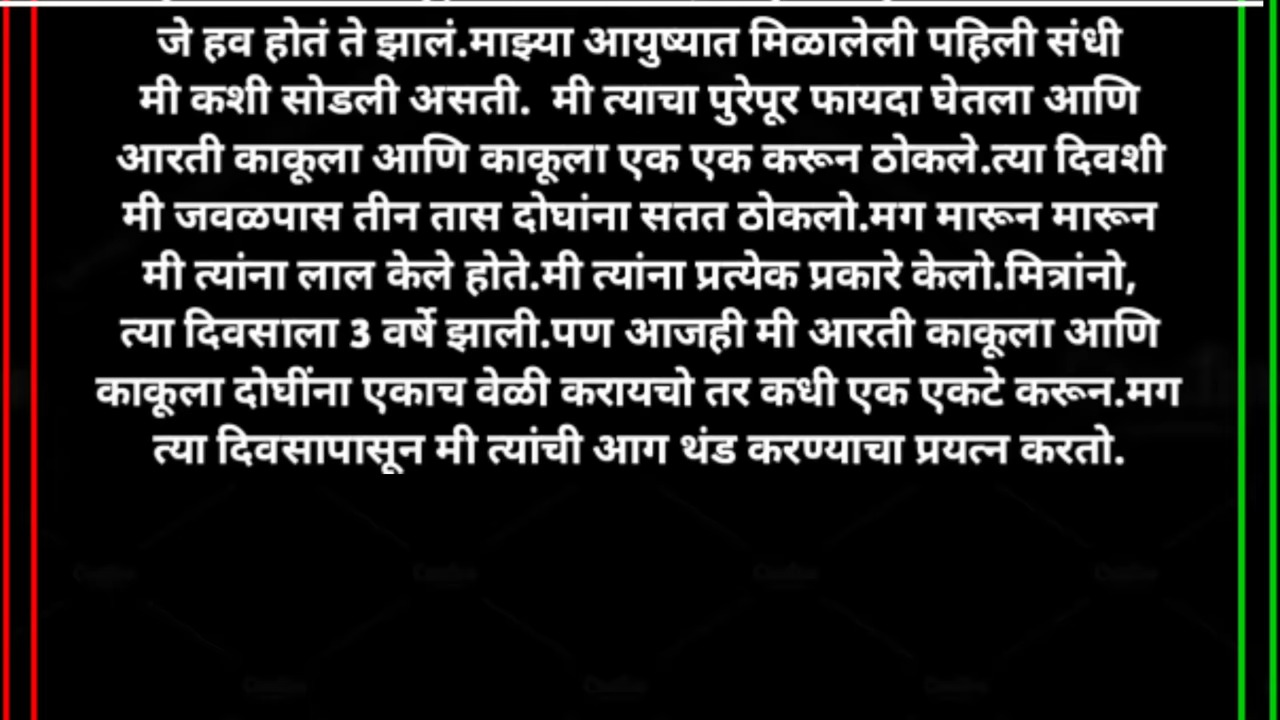 जे हव होतं ते झालं.माझ्या आयुष्यात मिळालेली पहिली संधी
मी कशी सोडली असती. मी त्याचा पुरेपूर फायदा घेतला आणि
आरती काकूला आणि काकूला एक एक करून ठोकले.त्या दिवशी
मी जवळपास तीन तास दोघांना सतत ठोकलो.मग मारून मारून
मी त्यांना लाल केले होते.मी त्यांना प्रत्येक प्रकारे केलो.मित्रांनो,
त्या दिवसाला 3 वर्षे झाली.पण आजही मी आरती काकूला आणि
काकूला दोघींना एकाच वेळी करायचो तर कधी एक एकटे करून.मग
त्या दिवसापासून मी त्यांची आग थंड करण्याचा प्रयत्न करतो.